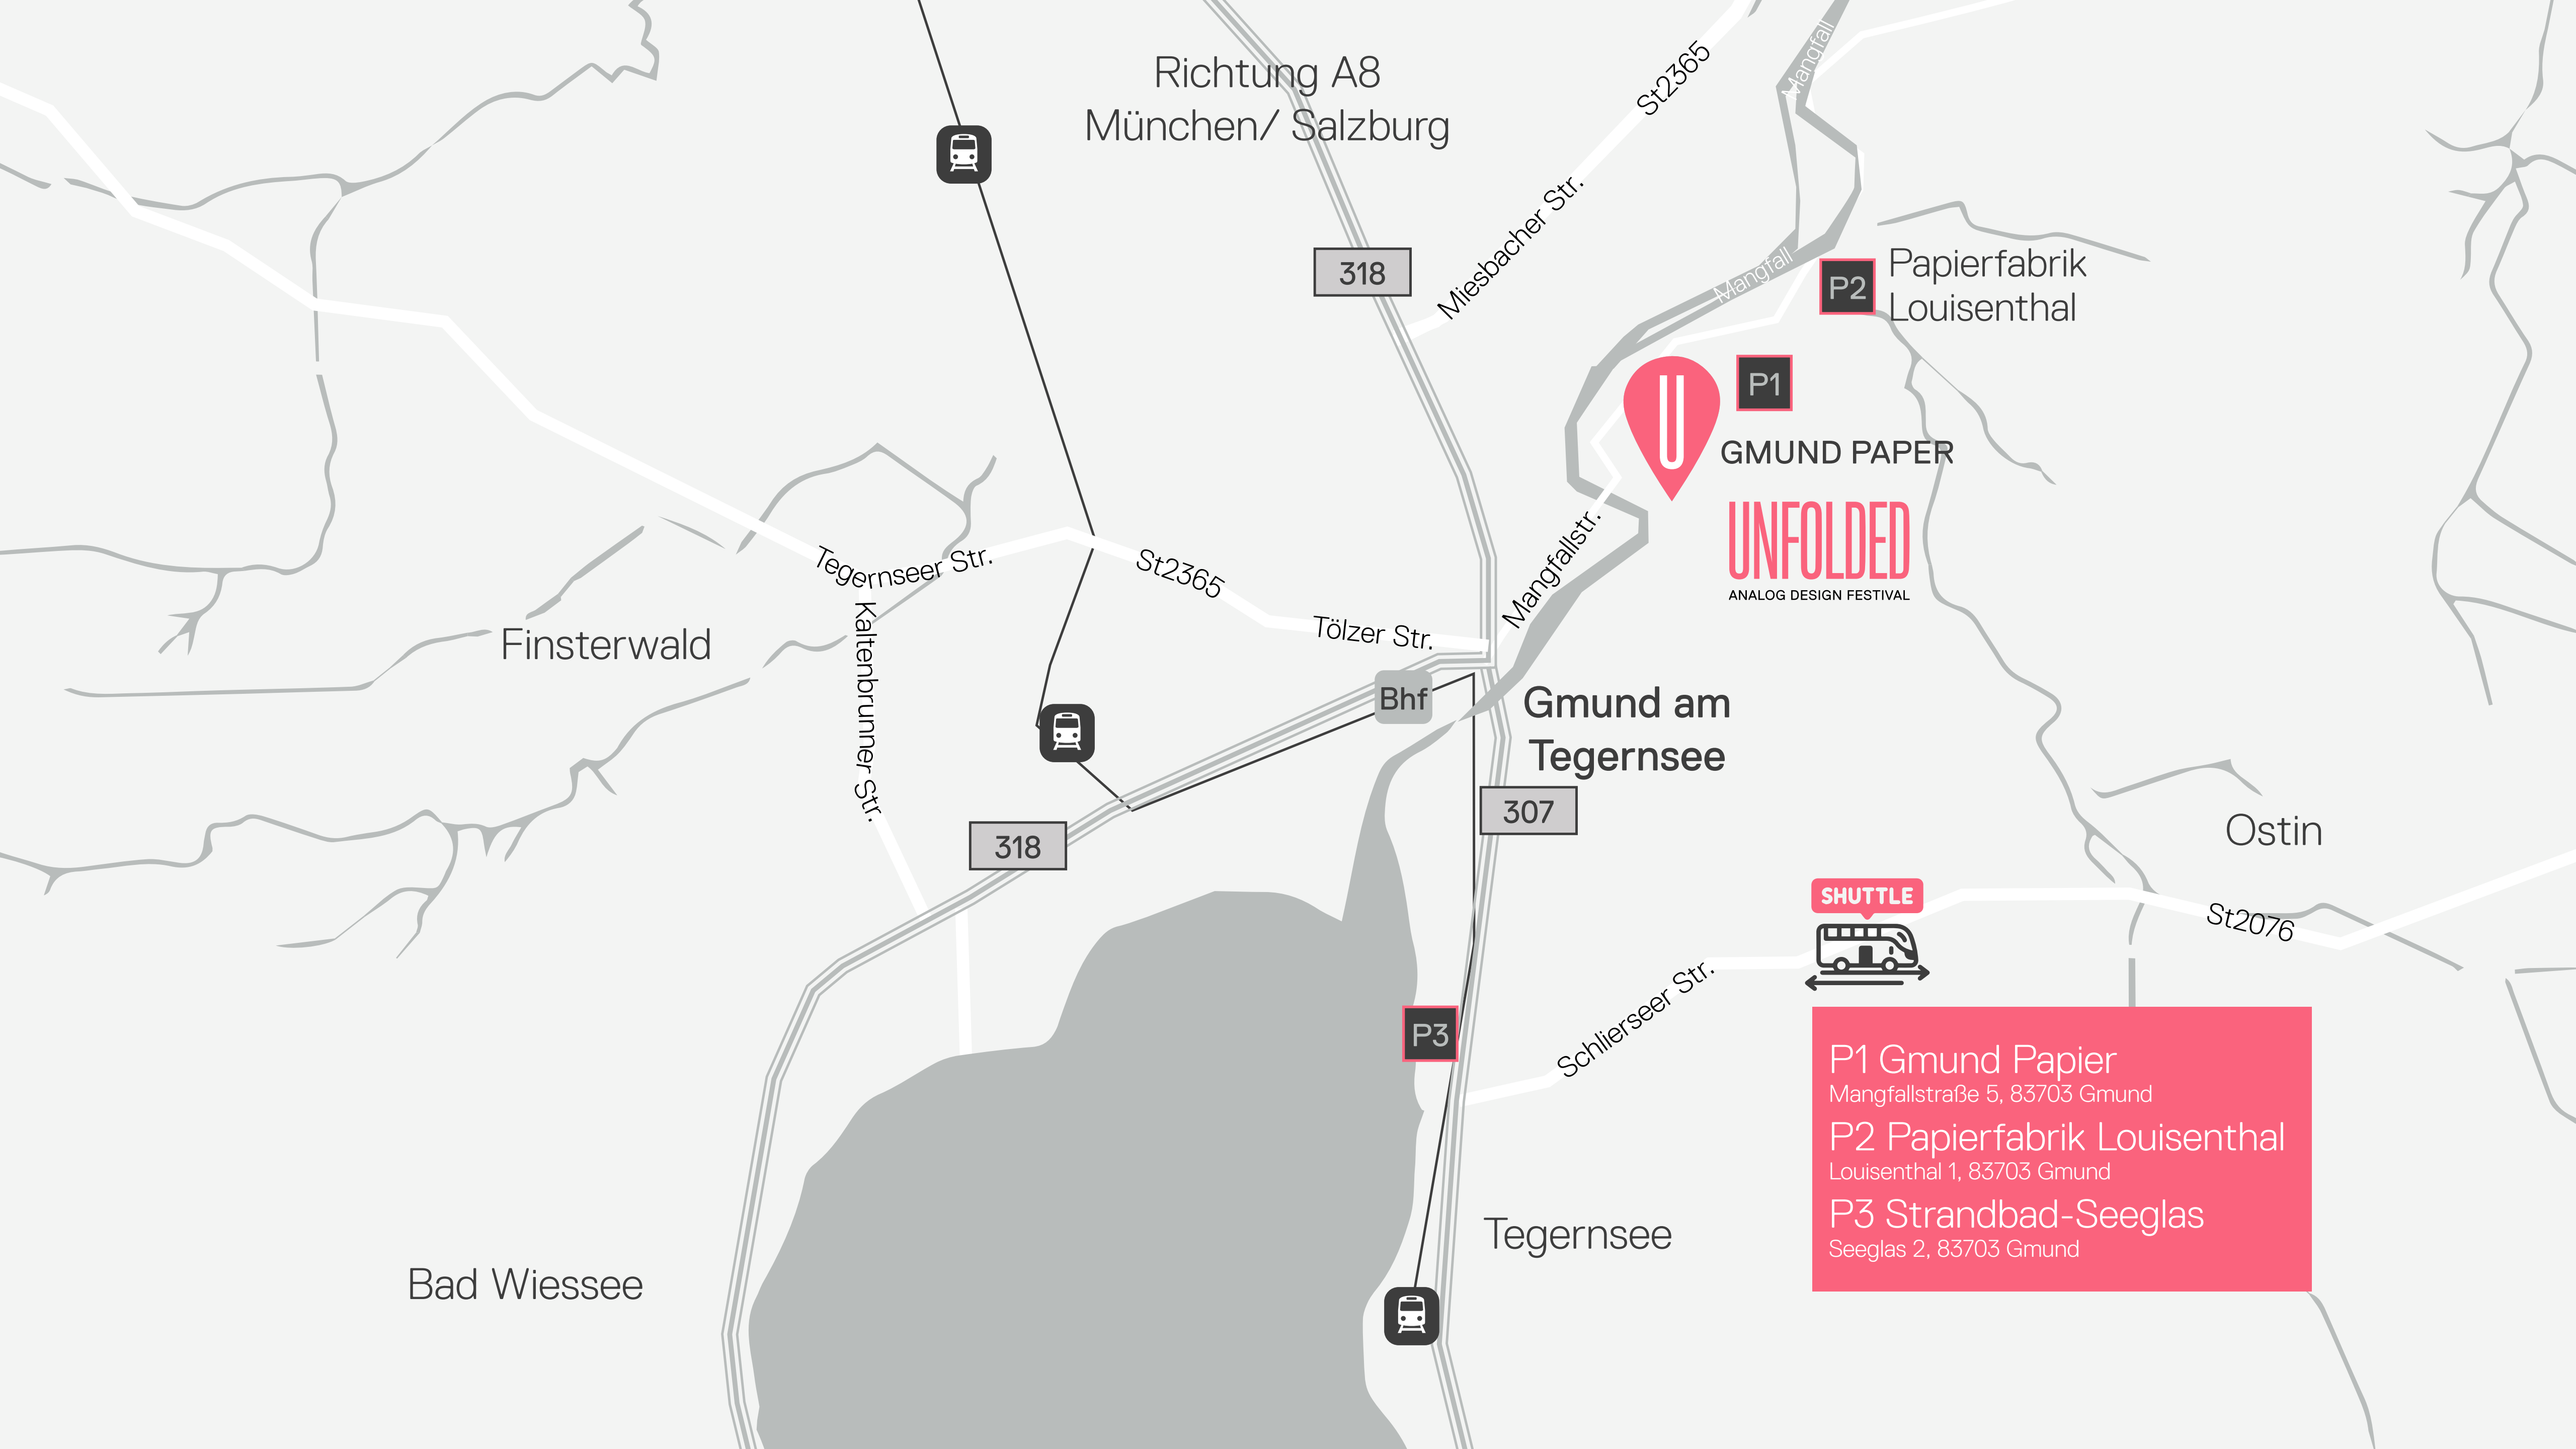 Richtung A8
München/ Salzburg
St2365
Mangfall
Miesbacher Str.
318
Mangfall
P2
Papierfabrik
Louisenthal
P1
U
GMUND PAPER
UNFOLDED
ANALOG DESIGN FESTIVAL
Mangfallstr.
Tegernseer Str.
St2365
Tölzer Str.
Finsterwald
Kaltenbrunner Str.
Bhf
Gmund am
Tegernsee
307
318
Ostin
SHUTTLE
St2076
Schlierseer Str.
P3
P1 Gmund Papier
Mangfallstraße 5, 83703 Gmund
P2 Papierfabrik Louisenthal
Louisenthal 1, 83703 Gmund
P3 Strandbad-Seeglas
Seeglas 2, 83703 Gmund
Tegernsee
Bad Wiessee